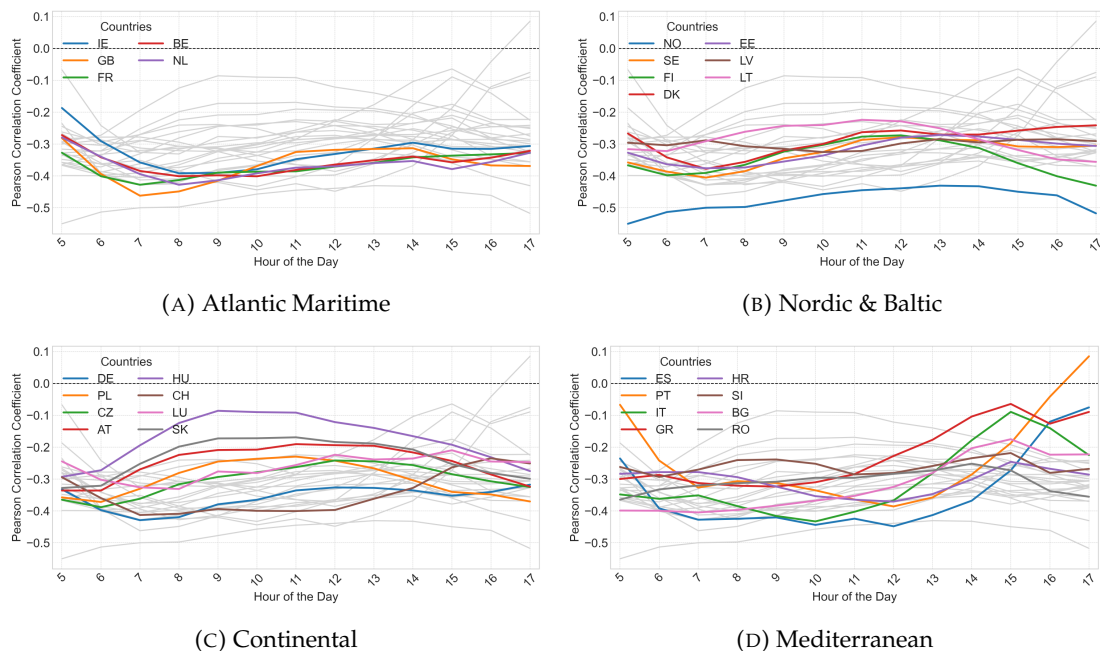 0.1
0.0
−0.1
−0.2
−0.3
−0.4
−0.5
Pearson Correlation Coefficient
Countries
IE BE
GB NL
FR
5 6 7 8 9 10 11 12 13 14 15 16 17
Hour of the Day
(A) Atlantic Maritime
0.1
0.0
−0.1
−0.2
−0.3
−0.4
−0.5
Pearson Correlation Coefficient
Countries
NO EE
SE LV
FI LT
DK
5 6 7 8 9 10 11 12 13 14 15 16 17
Hour of the Day
(B) Nordic & Baltic
0.1
0.0
−0.1
−0.2
−0.3
−0.4
−0.5
Pearson Correlation Coefficient
Countries
DE HU
PL CH
CZ LU
AT SK
5 6 7 8 9 10 11 12 13 14 15 16 17
Hour of the Day
(C) Continental
0.1
0.0
−0.1
−0.2
−0.3
−0.4
−0.5
Pearson Correlation Coefficient
Countries
ES HR
PT SI
IT BG
GR RO
5 6 7 8 9 10 11 12 13 14 15 16 17
Hour of the Day
(D) Mediterranean